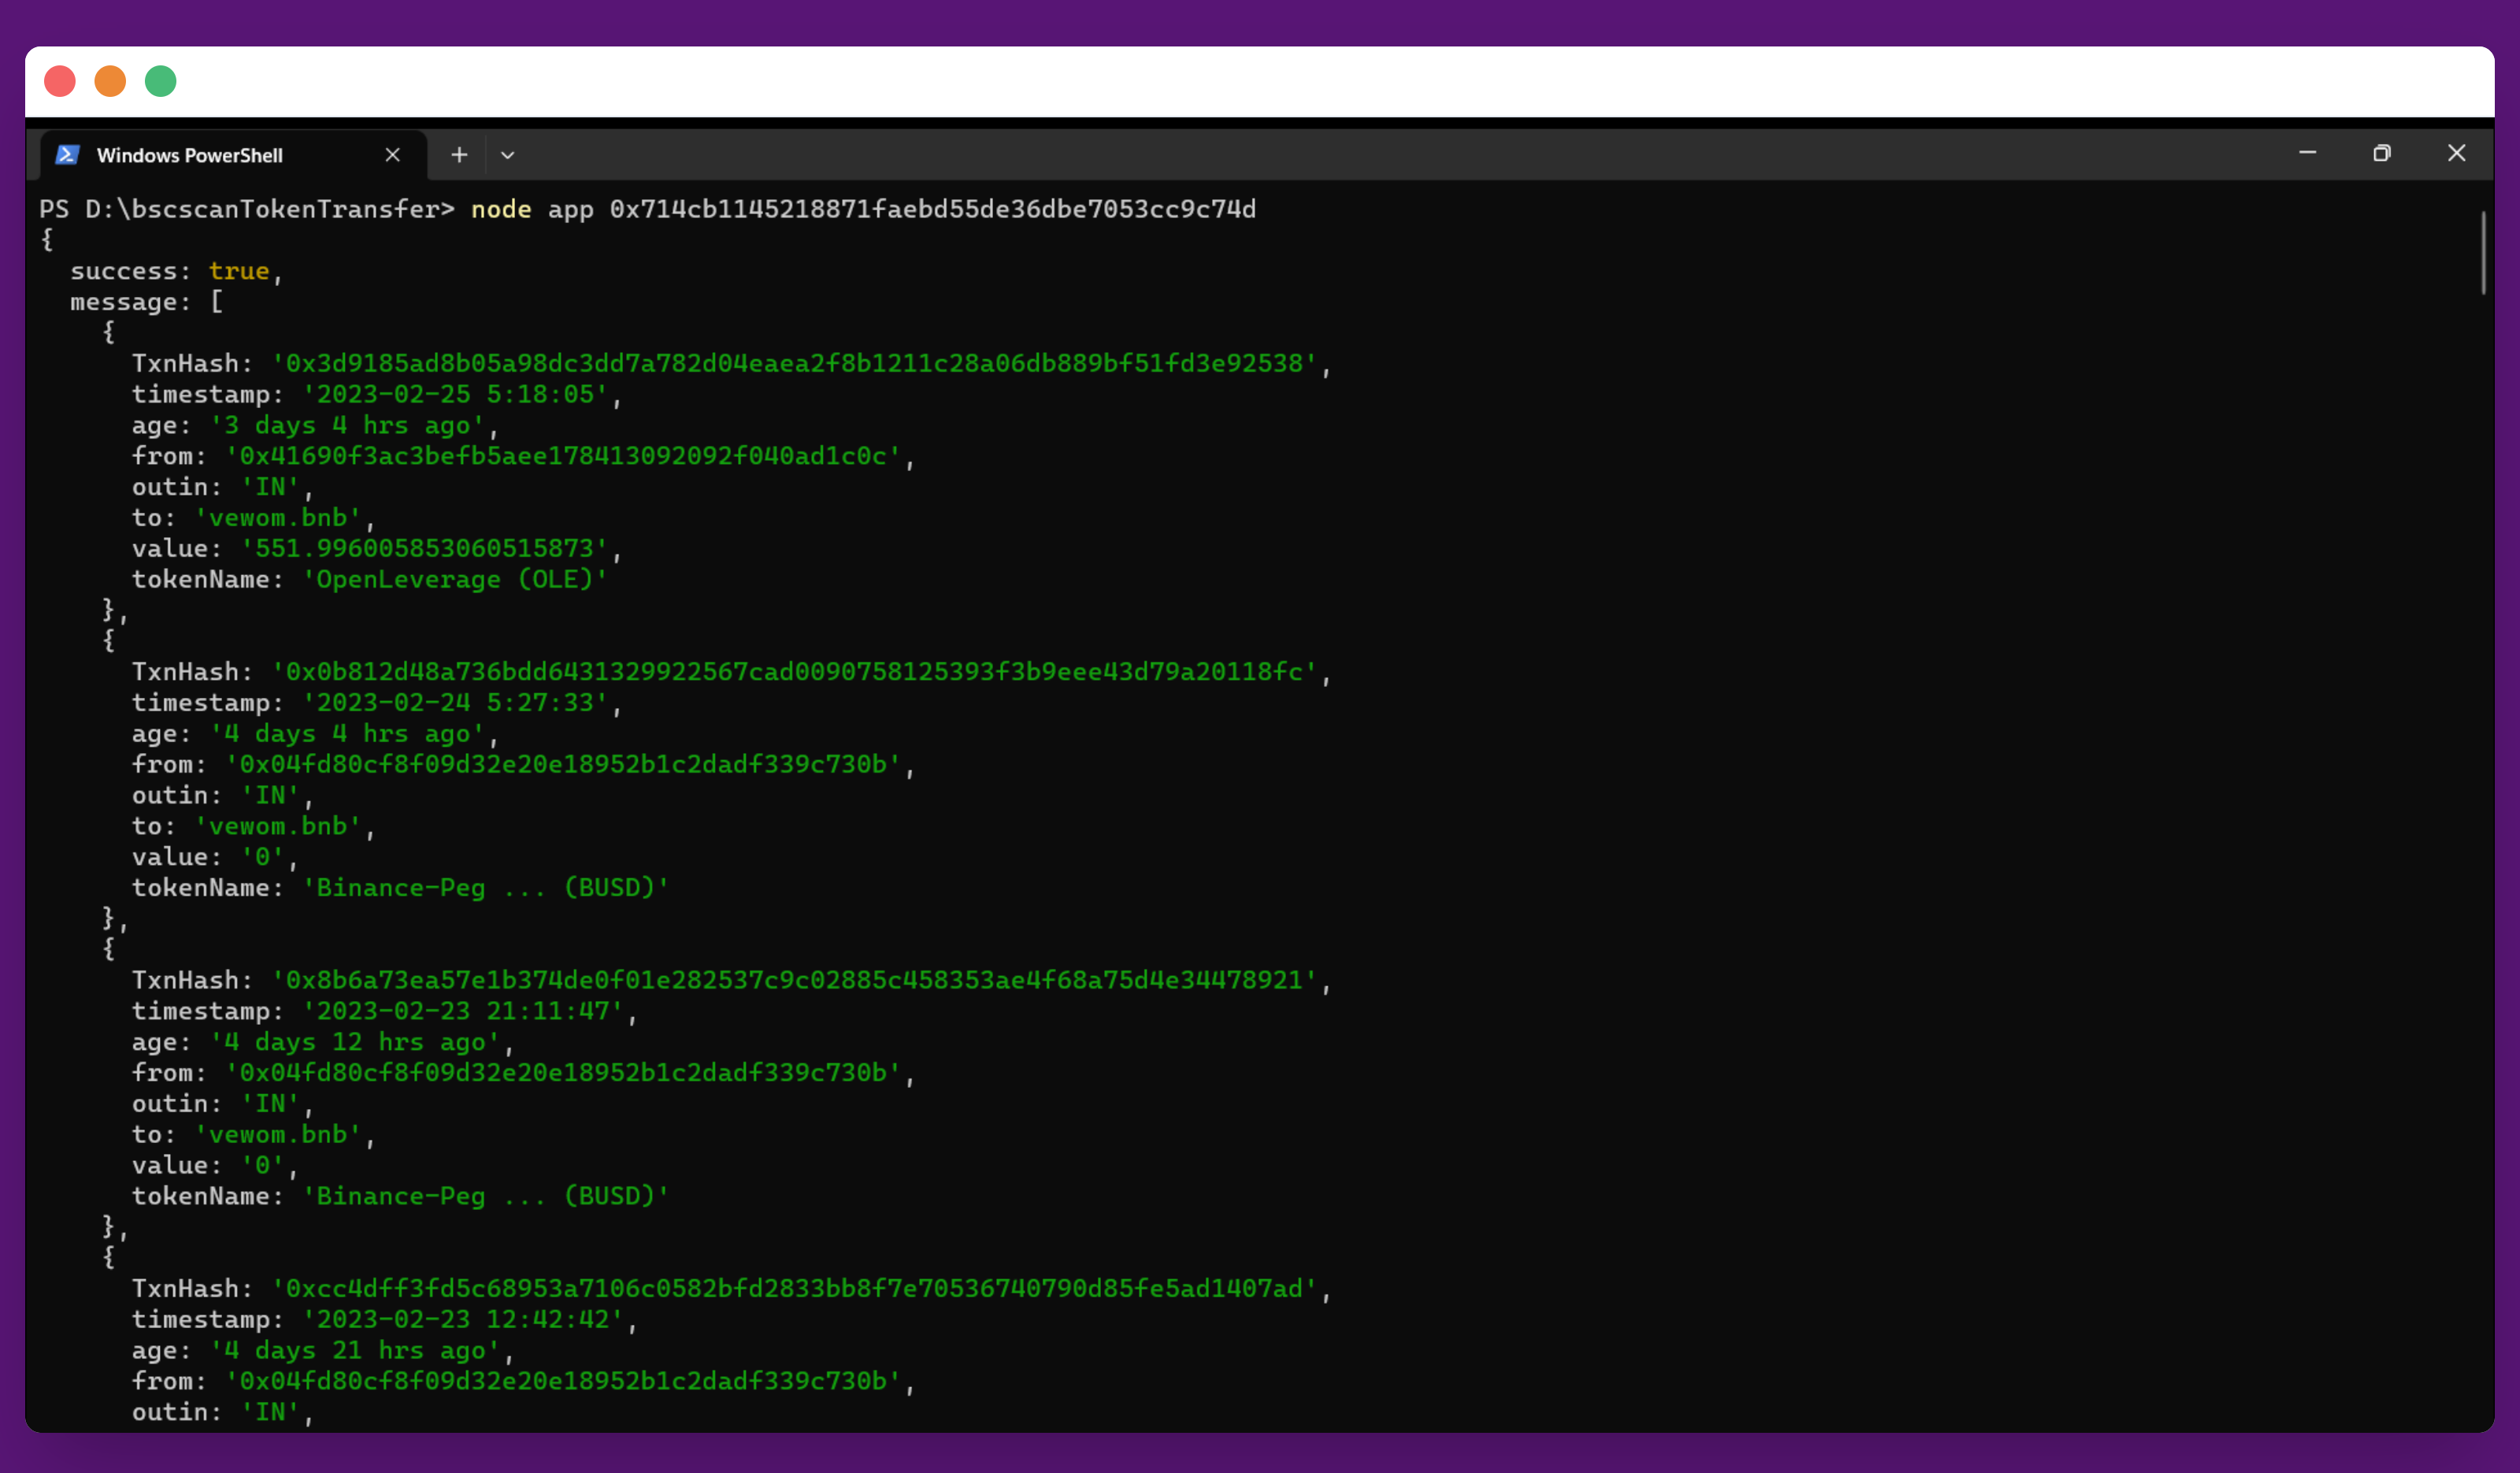 Windows PowerShell
PS D:\bscscanTokenTransfer> node app 0x714cb1145218871faebd55de36dbe7053cc9c74d
{
  success: true,
  message: [
    {
      TxnHash: '0x3d9185ad8b05a98dc3dd7a782d04eaea2f8b1211c28a06db889bf51fd3e92538',
      timestamp: '2023-02-25 5:18:05',
      age: '3 days 4 hrs ago',
      from: '0x41690f3ac3befb5aee178413092092f040ad1c0c',
      outin: 'IN',
      to: 'vewom.bnb',
      value: '551.996005853060515873',
      tokenName: 'OpenLeverage (OLE)'
    },
    {
      TxnHash: '0x0b812d48a736bdd6431329922567cad0090758125393f3b9eee43d79a20118fc',
      timestamp: '2023-02-24 5:27:33',
      age: '4 days 4 hrs ago',
      from: '0x04fd80cf8f09d32e20e18952b1c2dadf339c730b',
      outin: 'IN',
      to: 'vewom.bnb',
      value: '0',
      tokenName: 'Binance-Peg ... (BUSD)'
    },
    {
      TxnHash: '0x8b6a73ea57e1b374de0f01e282537c9c02885c458353ae4f68a75d4e34478921',
      timestamp: '2023-02-23 21:11:47',
      age: '4 days 12 hrs ago',
      from: '0x04fd80cf8f09d32e20e18952b1c2dadf339c730b',
      outin: 'IN',
      to: 'vewom.bnb',
      value: '0',
      tokenName: 'Binance-Peg ... (BUSD)'
    },
    {
      TxnHash: '0xcc4dff3fd5c68953a7106c0582bfd2833bb8f7e70536740790d85fe5ad1407ad',
      timestamp: '2023-02-23 12:42:42',
      age: '4 days 21 hrs ago',
      from: '0x04fd80cf8f09d32e20e18952b1c2dadf339c730b',
      outin: 'IN',